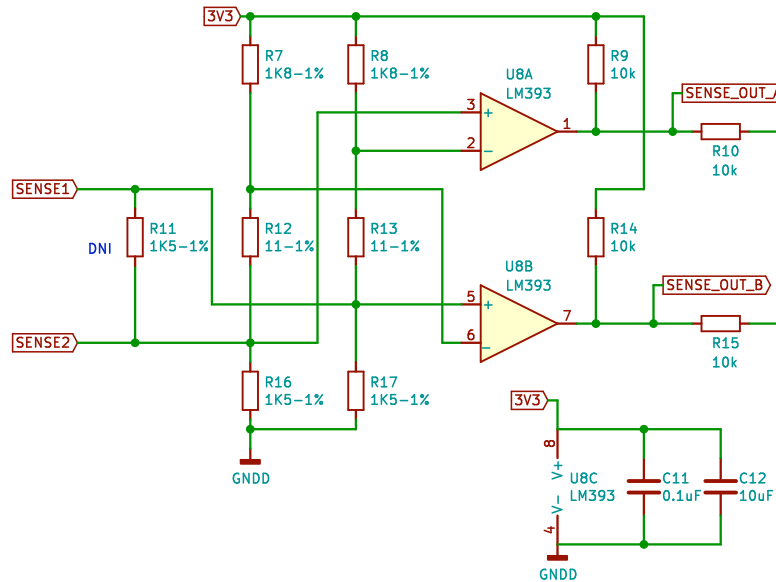 3V3
R7
1K8-1%
R8
1K8-1%
R9
10k
U8A
LM393
3
+
2
−
1
SENSE_OUT_A
R10
10k
SENSE1
R11
1K5-1%
DNI
R12
11-1%
R13
11-1%
R14
10k
U8B
LM393
5
+
6
−
7
SENSE_OUT_B
R15
10k
SENSE2
R16
1K5-1%
R17
1K5-1%
GNDD
3V3
8
V+
U8C
LM393
V-
4
C11
0.1uF
C12
10uF
GNDD